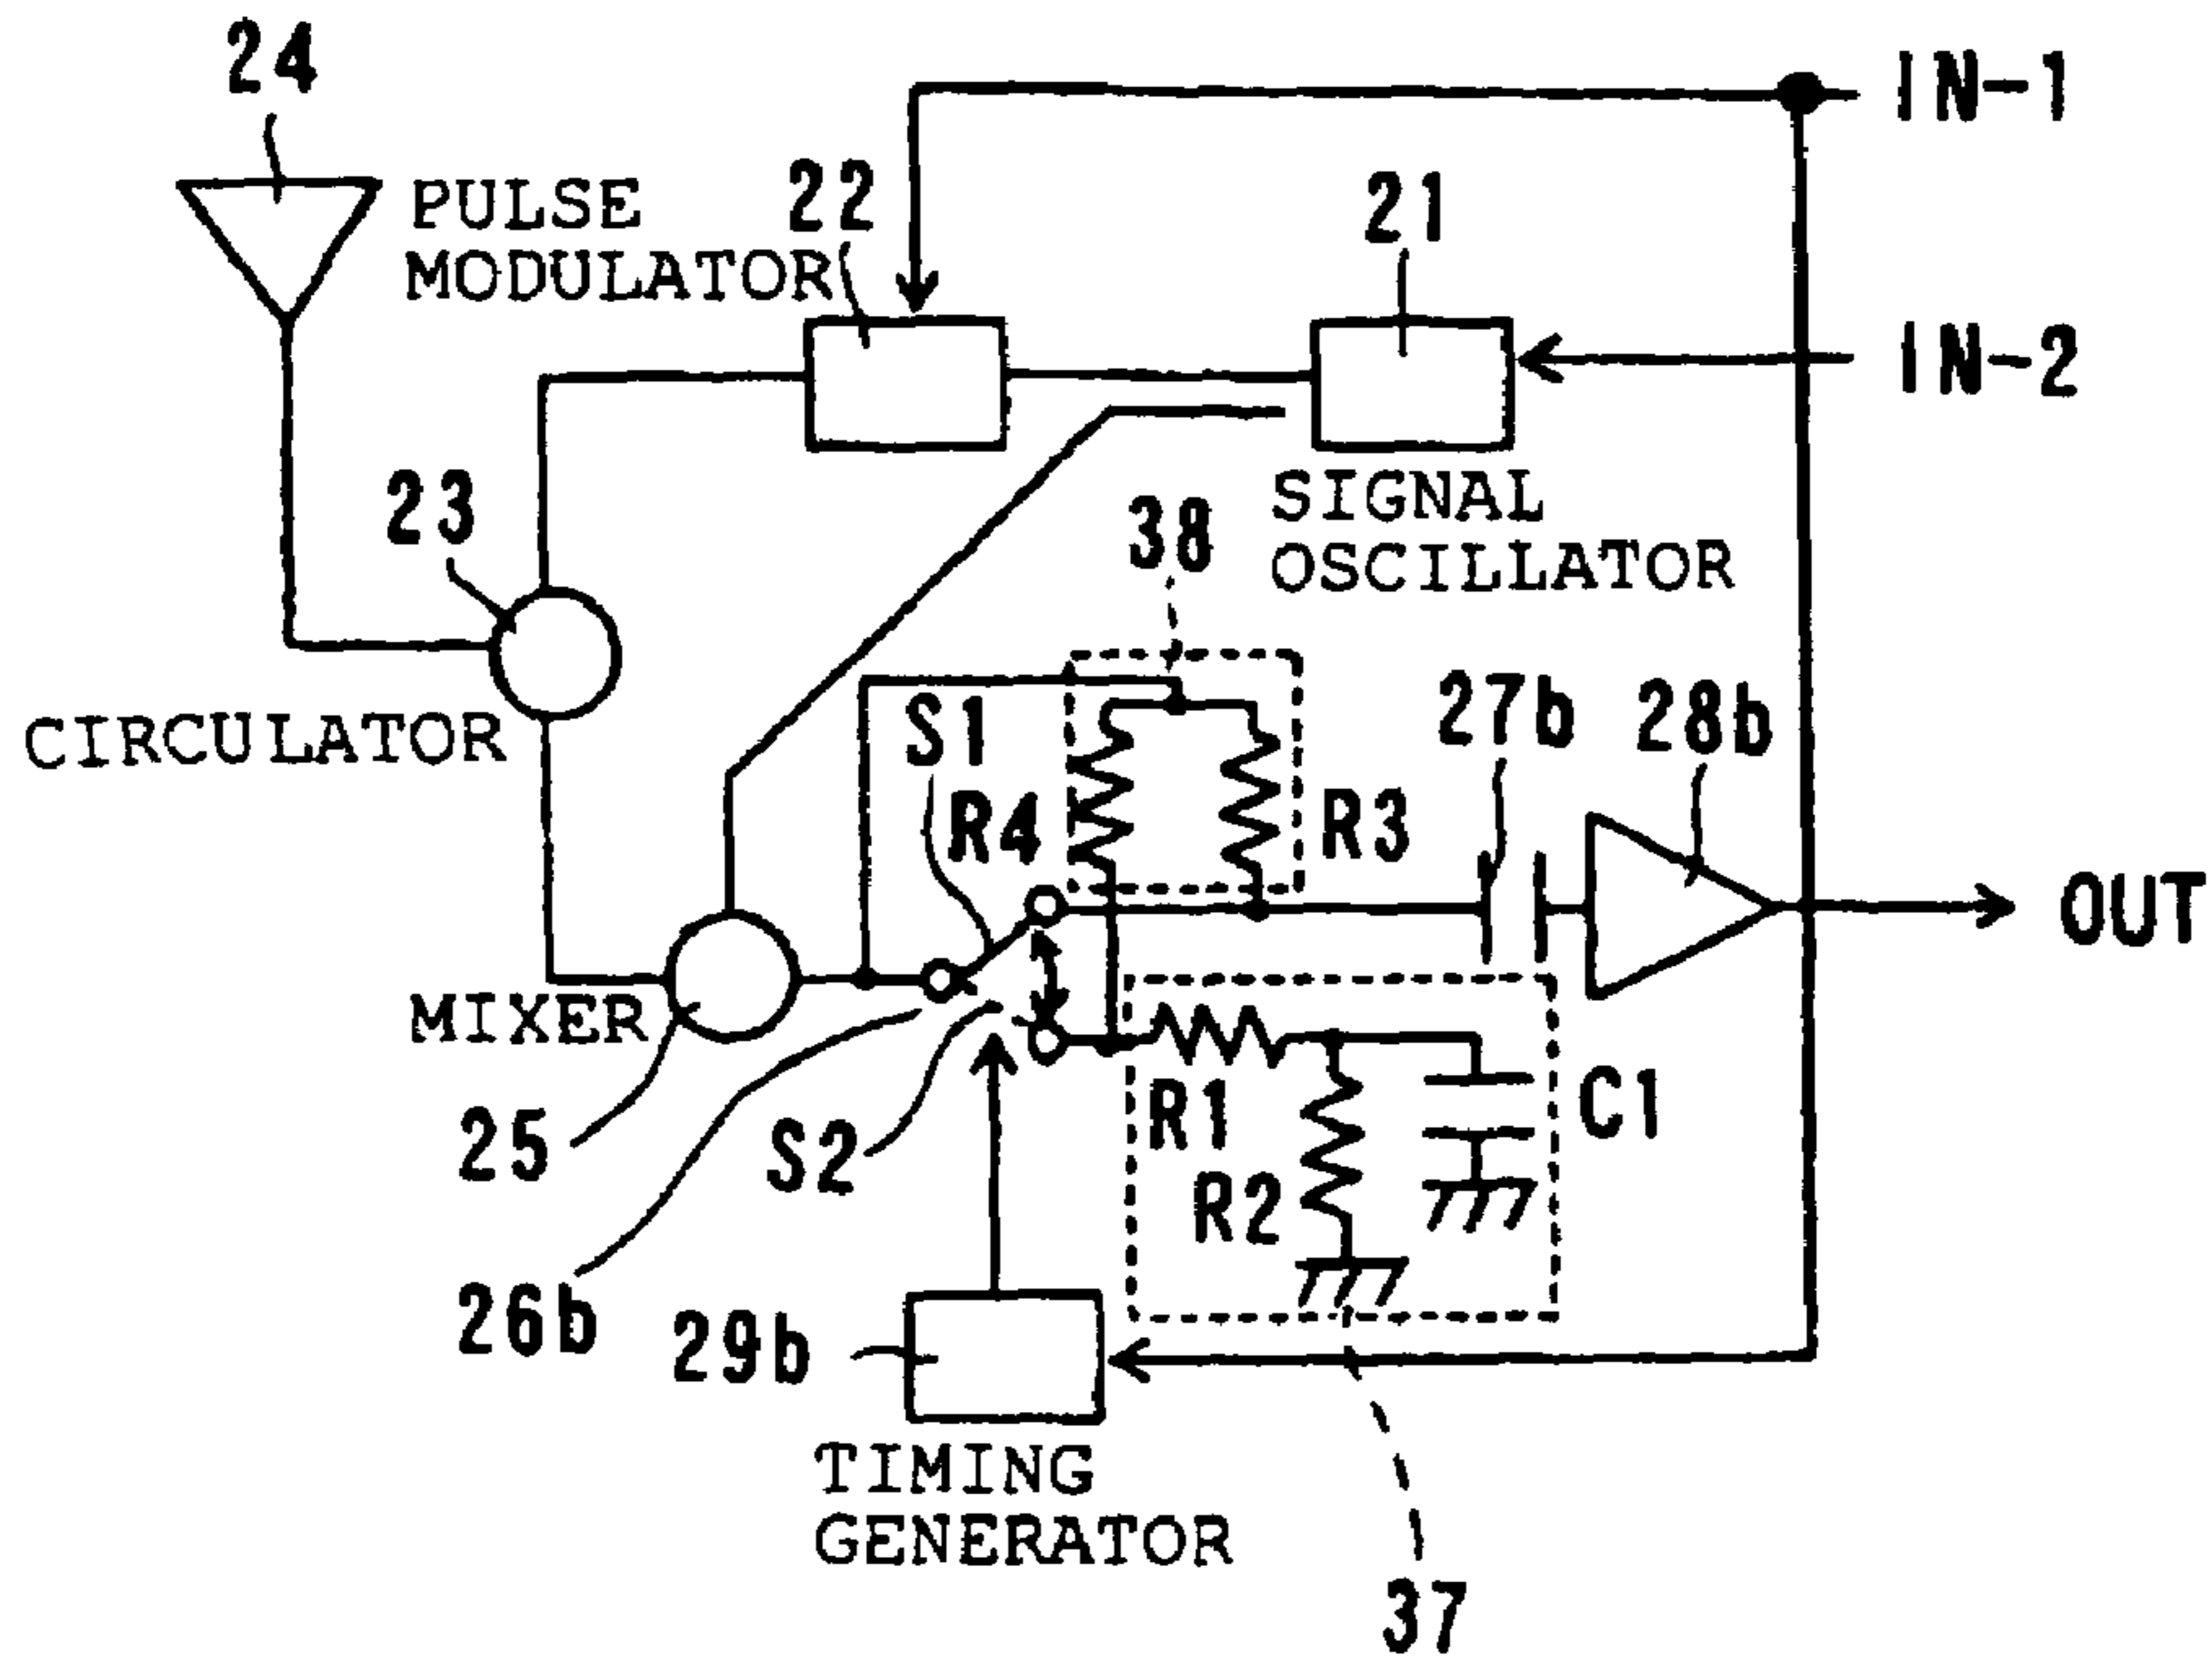 24
IN-1
PULSE
MODULATOR
22
21
IN-2
23
38
SIGNAL
OSCILLATOR
CIRCULATOR
S1
R4
R3
27b
28b
OUT
MIXER
25
S2
R1
C1
R2
26b
29b
TIMING
GENERATOR
37